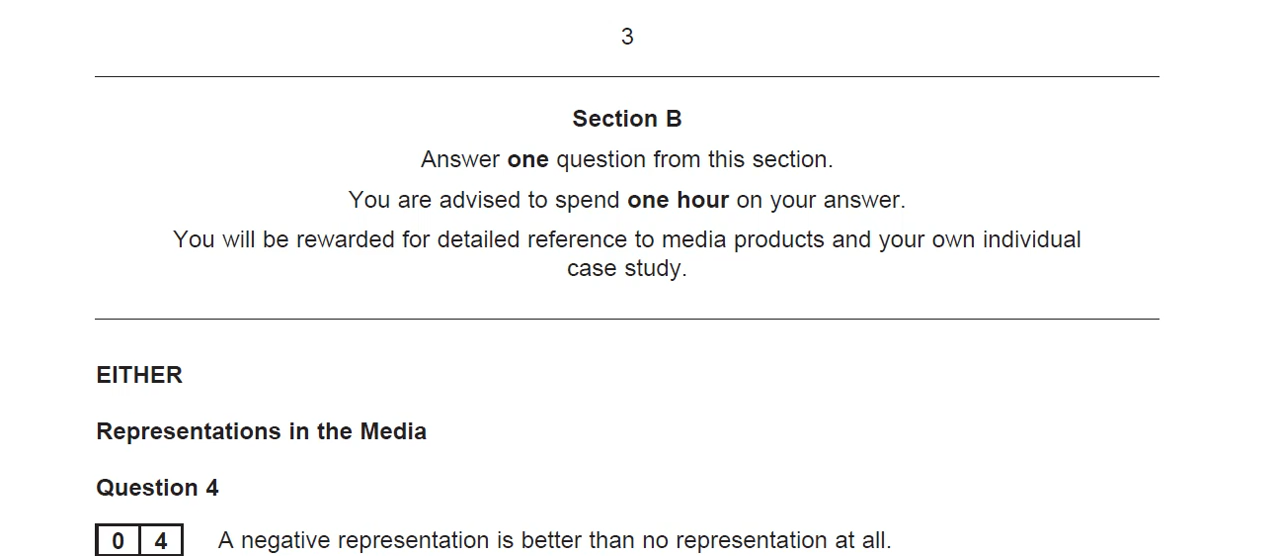 3
Section B
Answer one question from this section.
You are advised to spend one hour on your answer.
You will be rewarded for detailed reference to media products and your own individual
case study.
EITHER
Representations in the Media
Question 4
0 4 A negative representation is better than no representation at all.